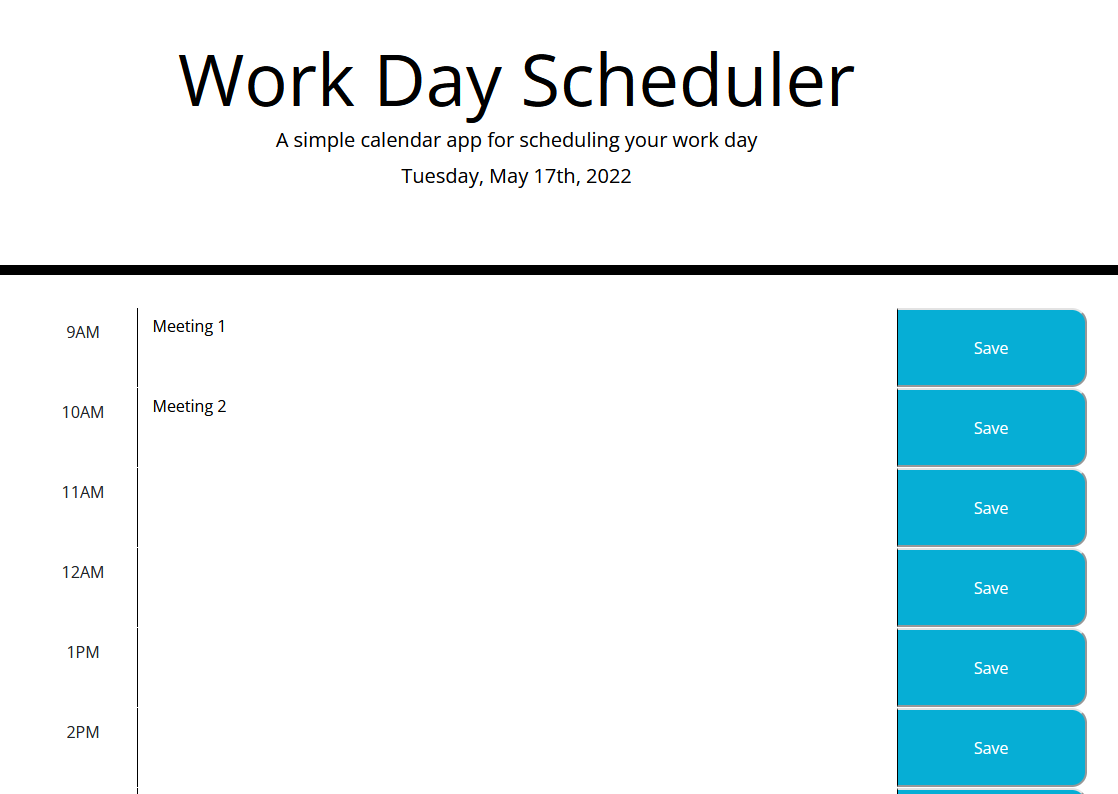 Work Day Scheduler
A simple calendar app for scheduling your work day
Tuesday, May 17th, 2022
9AM Meeting 1 Save
10AM Meeting 2 Save
11AM Save
12AM Save
1PM Save
2PM Save